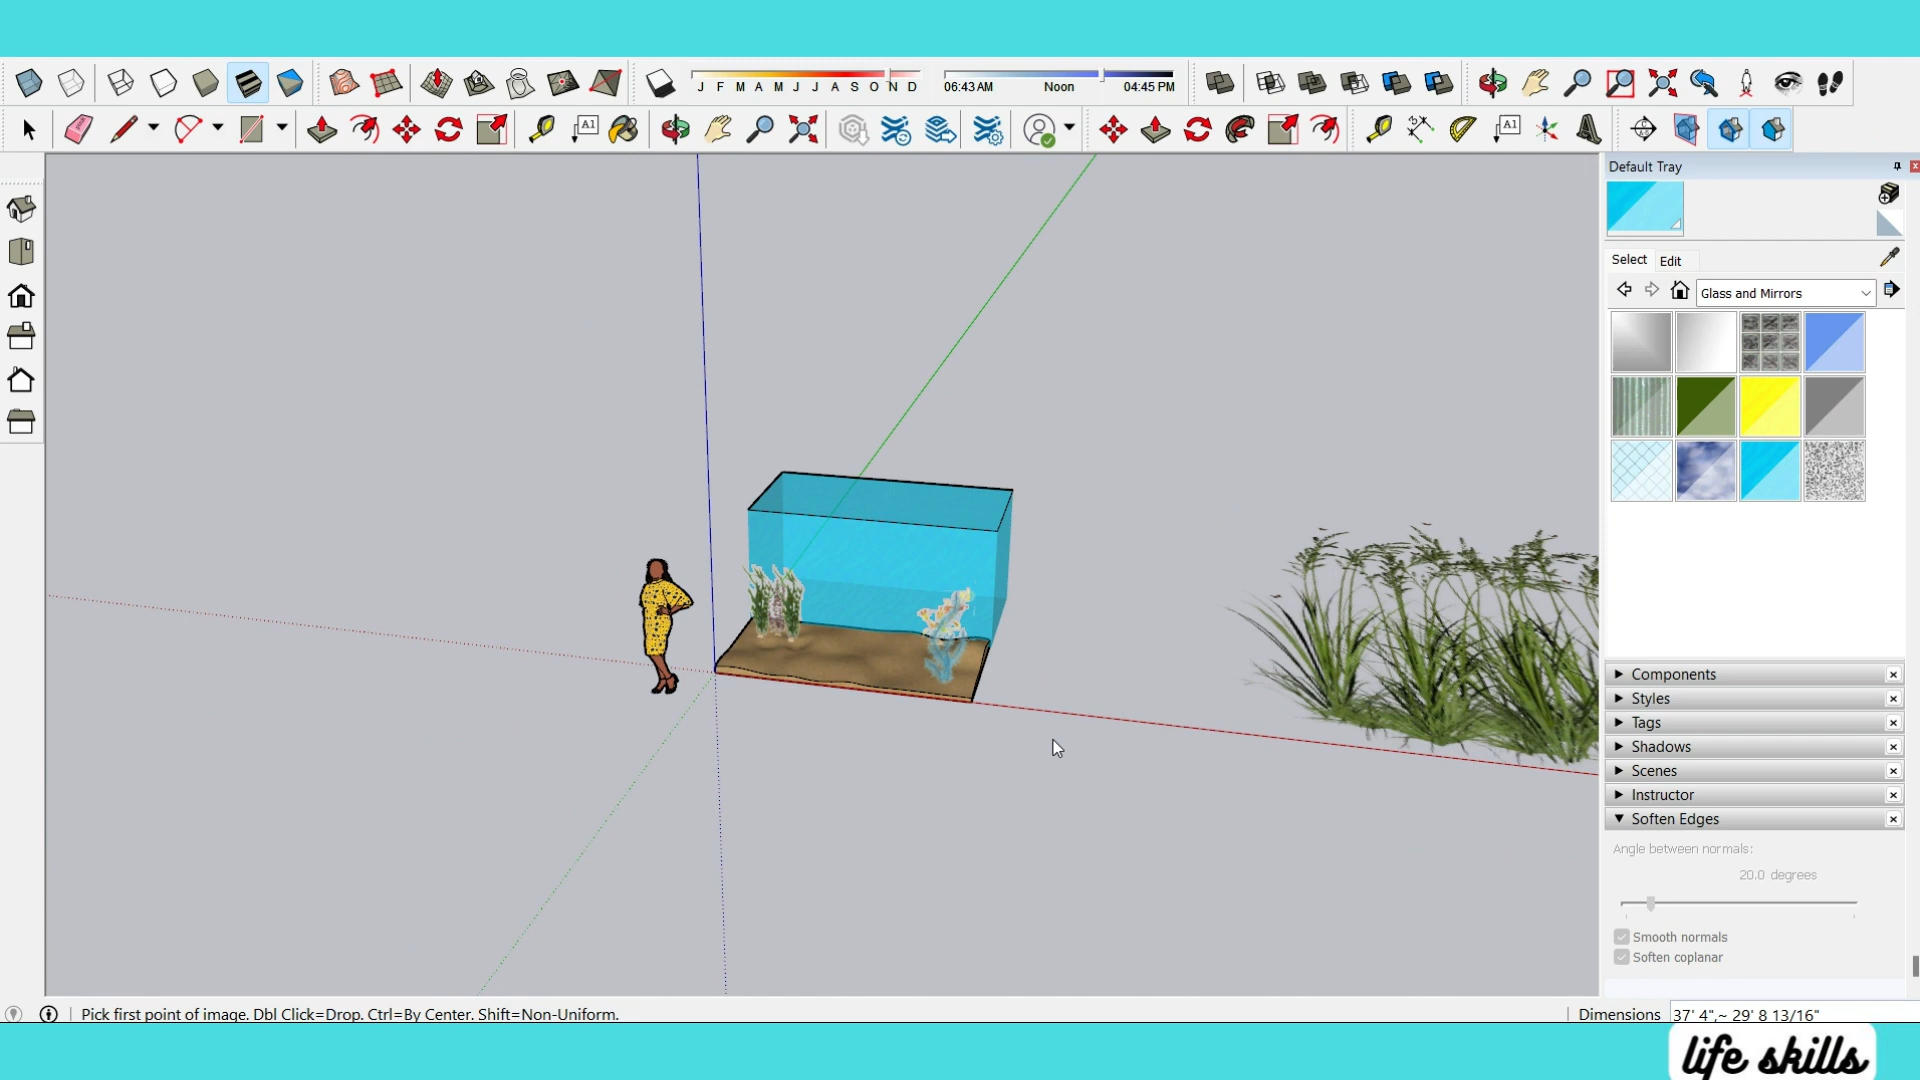 J F M A M J J A S O N D
06:43 AM Noon 04:45 PM
A1
A1
Default Tray
Select Edit
Glass and Mirrors
Components
Styles
Tags
Shadows
Scenes
Instructor
Soften Edges
Angle between normals:
20.0 degrees
Smooth normals
Soften coplanar
Pick first point of image. Dbl Click=Drop. Ctrl=By Center. Shift=Non-Uniform.
Dimensions 37' 4",~ 29' 8 13/16"
life skills